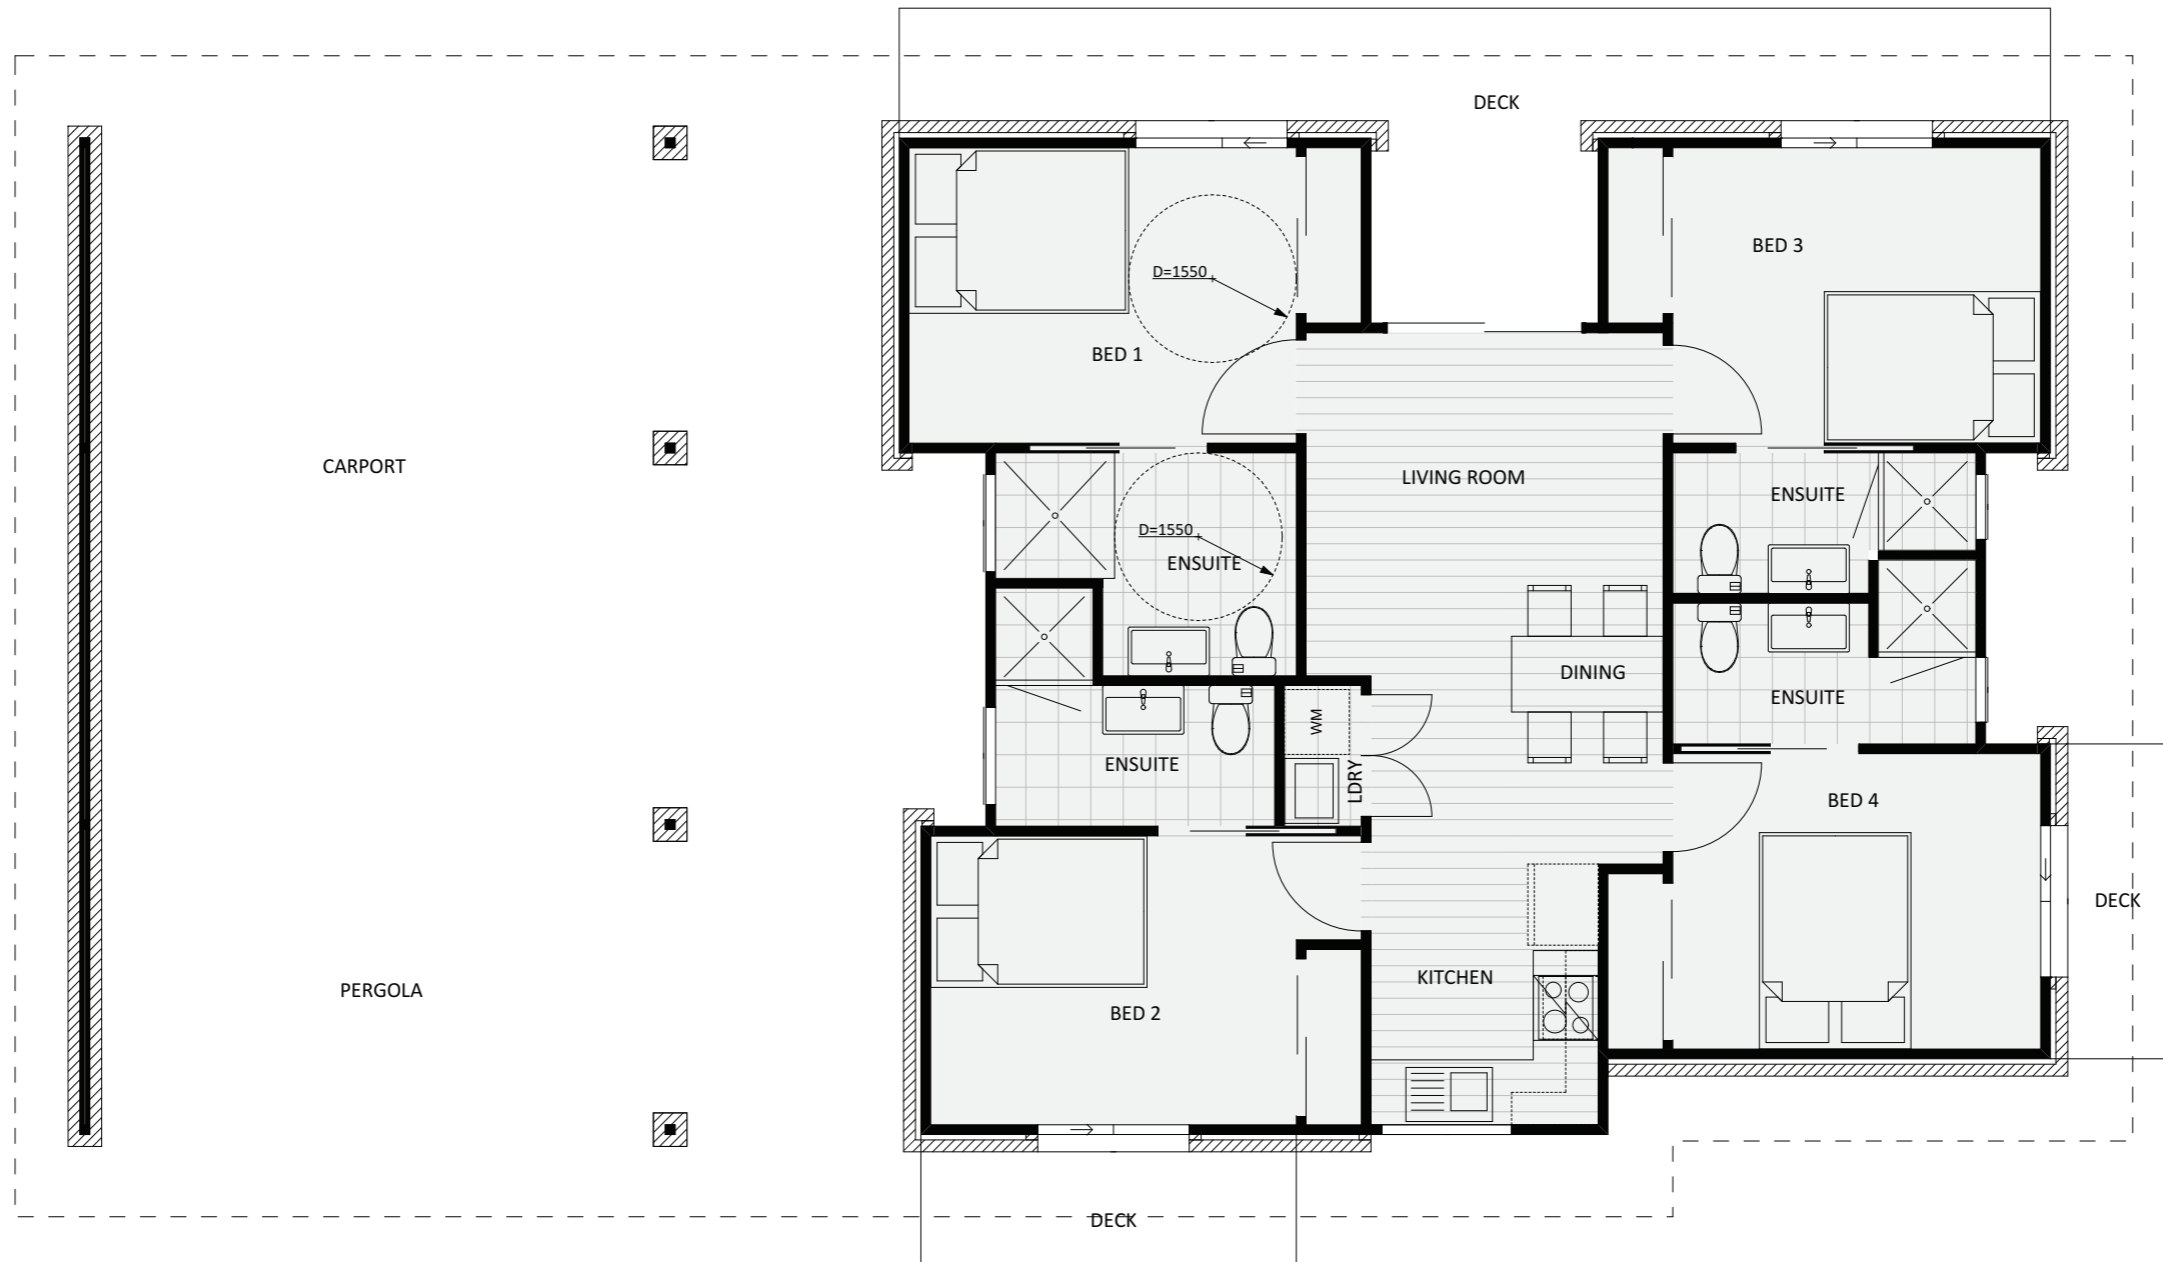 DECK
BED 3
D=1550
BED 1
CARPORT
LIVING ROOM
ENSUITE
D=1550
ENSUITE
DINING
ENSUITE
WM
ENSUITE
LDRY
BED 4
DECK
KITCHEN
PERGOLA
BED 2
DECK